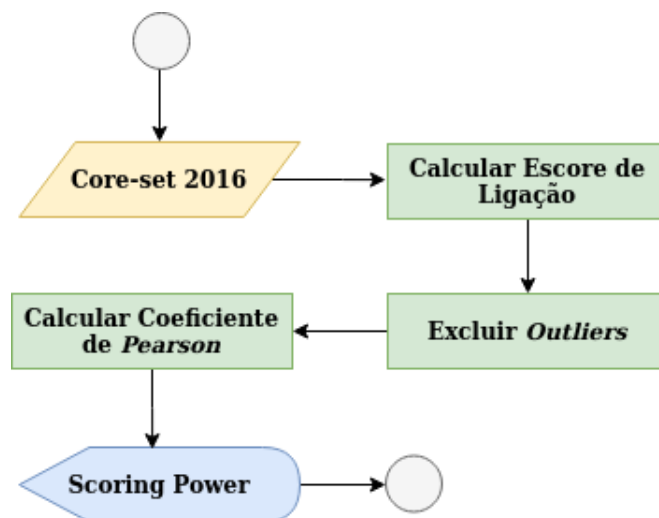 Core-set 2016
Calcular Escore de
Ligação
Excluir Outliers
Calcular Coeficiente
de Pearson
Scoring Power